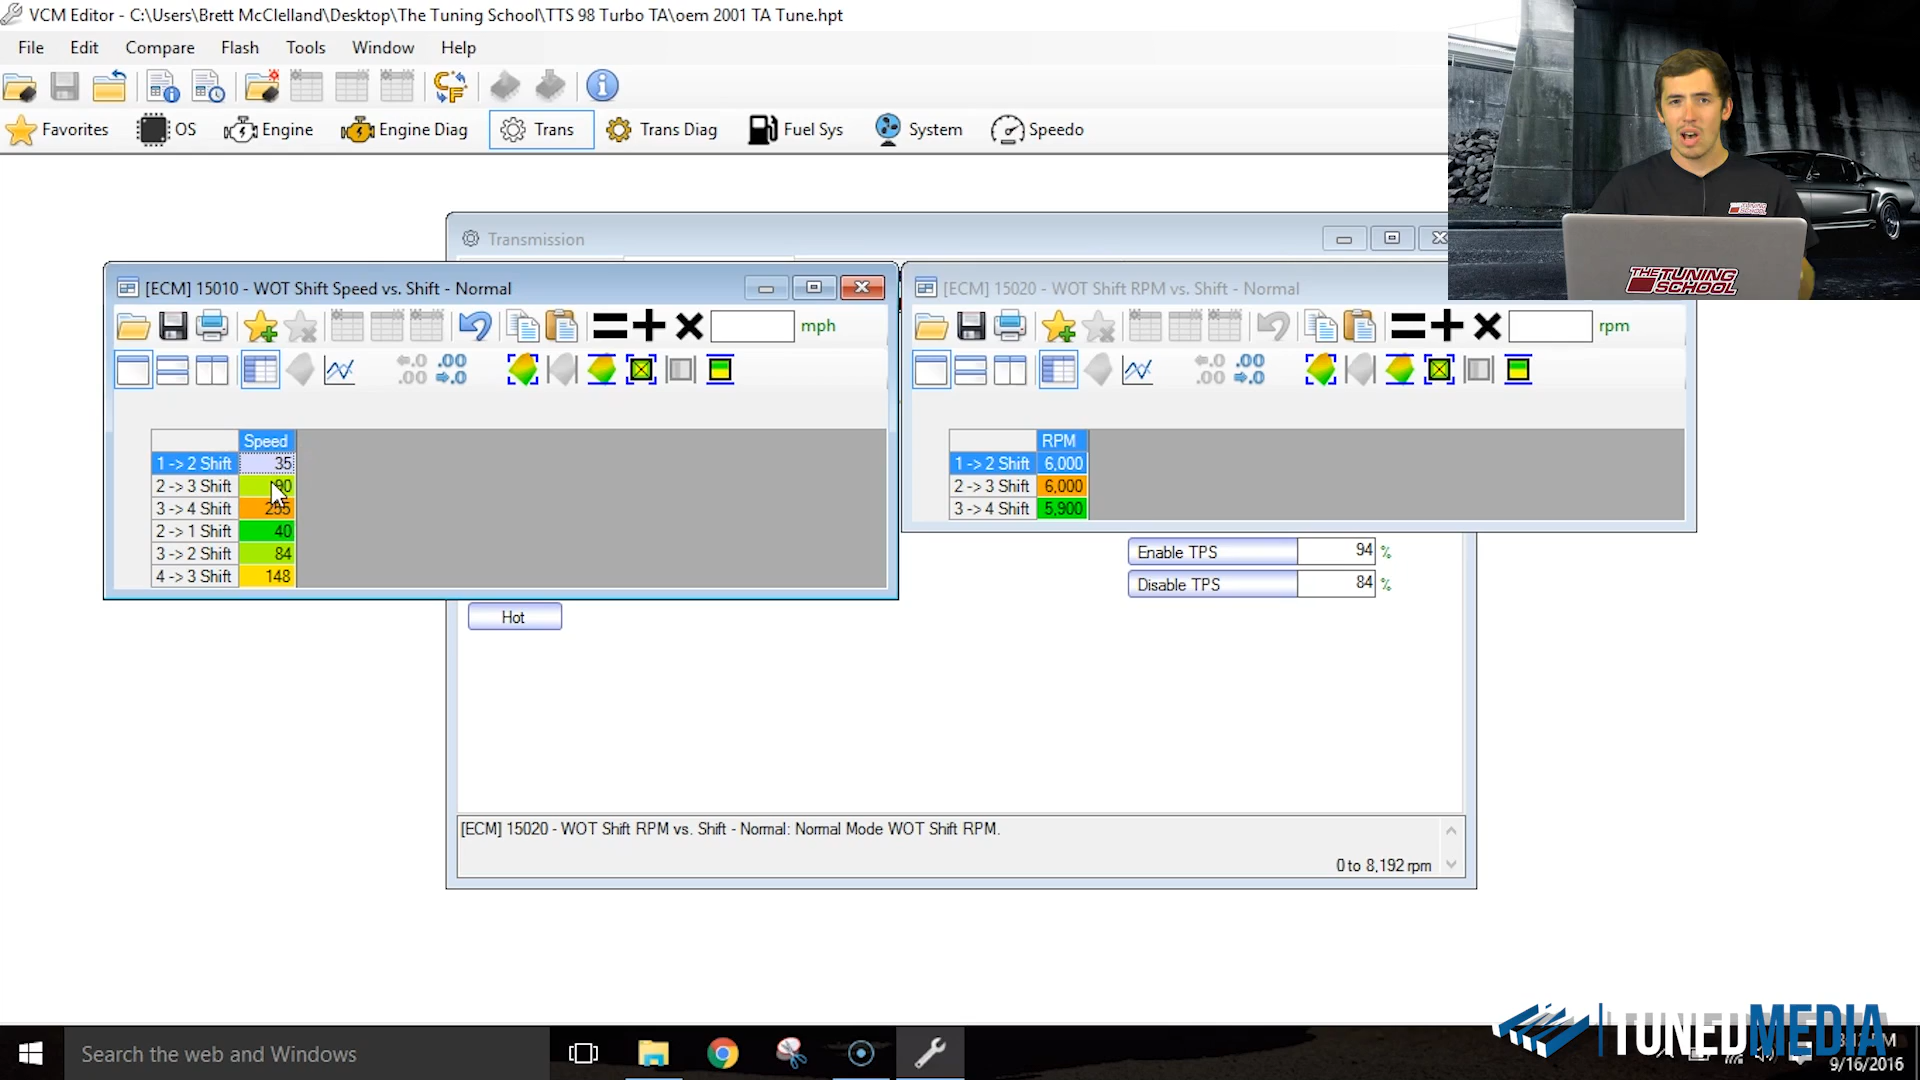 VCM Editor - C:\Users\Brett McClelland\Desktop\The Tuning School\TTS 98 Turbo TA\oem 2001 TA Tune.hpt
File Edit Compare Flash Tools Window Help
Favorites OS Engine Engine Diag Trans Trans Diag Fuel Sys System Speedo
THE TUNING SCHOOL
THE TUNING SCHOOL
Transmission
[ECM] 15010 - WOT Shift Speed vs. Shift - Normal
mph
Speed
1 -> 2 Shift 35
2 -> 3 Shift 90
3 -> 4 Shift 255
2 -> 1 Shift 40
3 -> 2 Shift 84
4 -> 3 Shift 148
[ECM] 15020 - WOT Shift RPM vs. Shift - Normal
rpm
RPM
1 -> 2 Shift 6,000
2 -> 3 Shift 6,000
3 -> 4 Shift 5,900
Enable TPS 94 %
Disable TPS 84 %
Hot
[ECM] 15020 - WOT Shift RPM vs. Shift - Normal: Normal Mode WOT Shift RPM.
0 to 8,192 rpm
TUNEDMEDIA
Search the web and Windows
9/16/2016